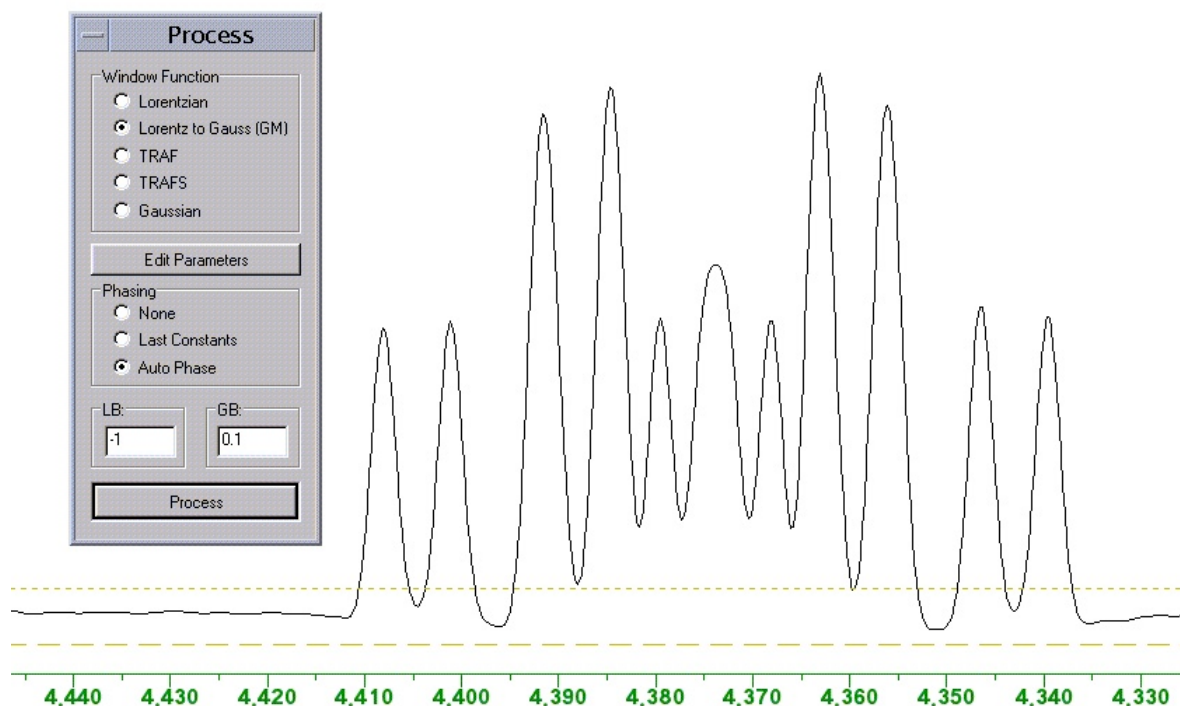 Process
Window Function
Lorentzian
Lorentz to Gauss (GM)
TRAF
TRAFS
Gaussian
Edit Parameters
Phasing
None
Last Constants
Auto Phase
LB: GB:
-1 0.1
Process
4.440 4.430 4.420 4.410 4.400 4.390 4.380 4.370 4.360 4.350 4.340 4.330